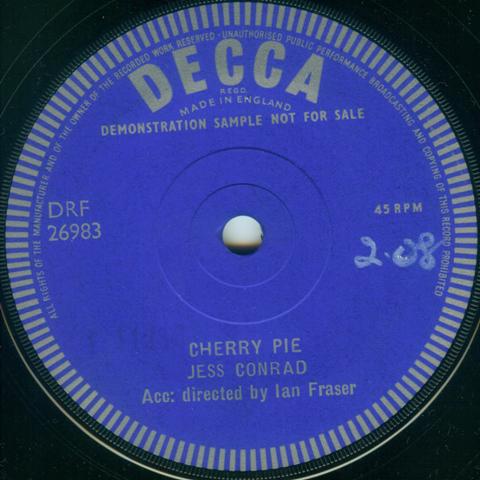 ALL RIGHTS OF THE MANUFACTURER AND OF THE OWNER OF THE RECORDED WORK RESERVED · UNAUTHORISED PUBLIC PERFORMANCE BROADCASTING AND COPYING OF THIS RECORD PROHIBITED
DECCA
REGD.
MADE IN ENGLAND
DEMONSTRATION SAMPLE NOT FOR SALE
DRF
26983
45 RPM
2.08
CHERRY PIE
JESS CONRAD
Acc: directed by Ian Fraser